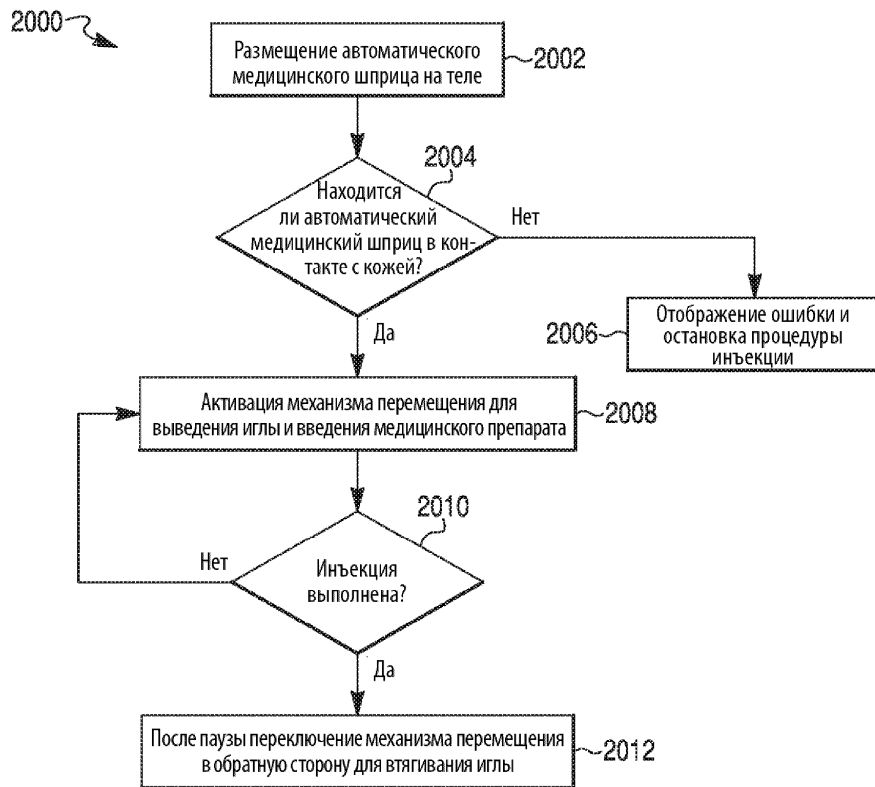 2000
Размещение автоматического
медицинского шприца на теле
2002
2004
Находится
ли автоматический
медицинский шприц в кон-
такте с кожей?
Нет
Да
2006
Отображение ошибки и
остановка процедуры
инъекции
Активация механизма перемещения для
выведения иглы и введения медицинского препарата
2008
2010
Нет
Инъекция
выполнена?
Да
После паузы переключение механизма перемещения
в обратную сторону для втягивания иглы
2012